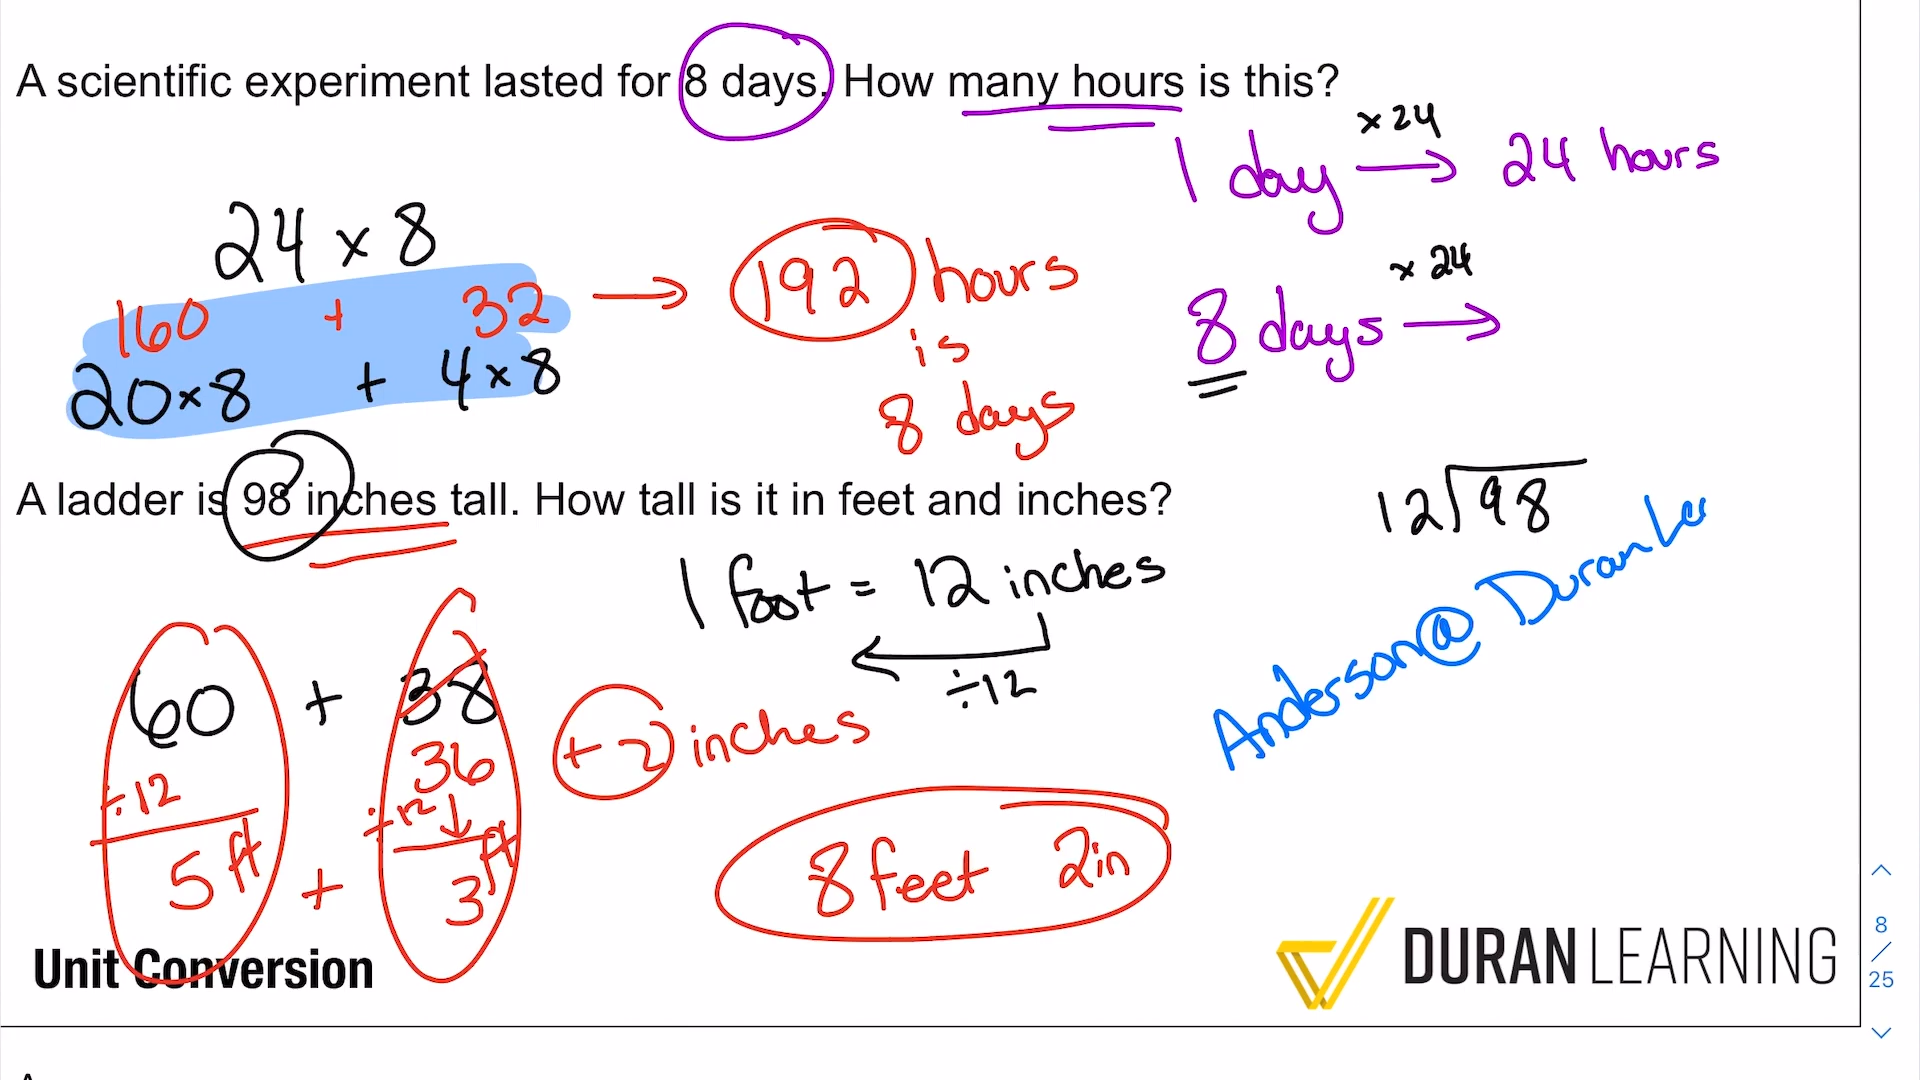 A scientific experiment lasted for 8 days. How many hours is this?
1 day → 24 hours
× 24
24 × 8
160 + 32 → 192 hours
20×8 + 4×8
is
8 days
8 days →
× 24
A ladder is 98 inches tall. How tall is it in feet and inches?
12)98
1 foot = 12 inches
÷12
Anderson@ Duran Le
60 + 38
+ 2 inches
÷12
36
÷12 ↓
5 ft + 3 ft
8 feet 2in
Unit Conversion
DURAN LEARNING
8
/
25